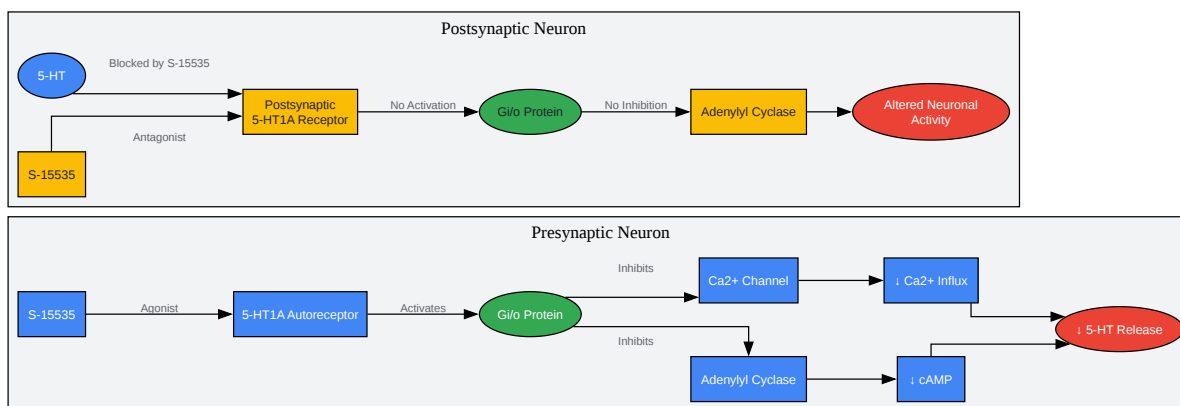 Postsynaptic Neuron
5-HT
Blocked by S-15535
Postsynaptic
5-HT1A Receptor
No Activation
Gi/o Protein
No Inhibition
Adenylyl Cyclase
Altered Neuronal
Activity
Antagonist
S-15535
Presynaptic Neuron
Inhibits
Ca2+ Channel
↓ Ca2+ Influx
S-15535
Agonist
5-HT1A Autoreceptor
Activates
Gi/o Protein
↓ 5-HT Release
Inhibits
Adenylyl Cyclase
↓ cAMP